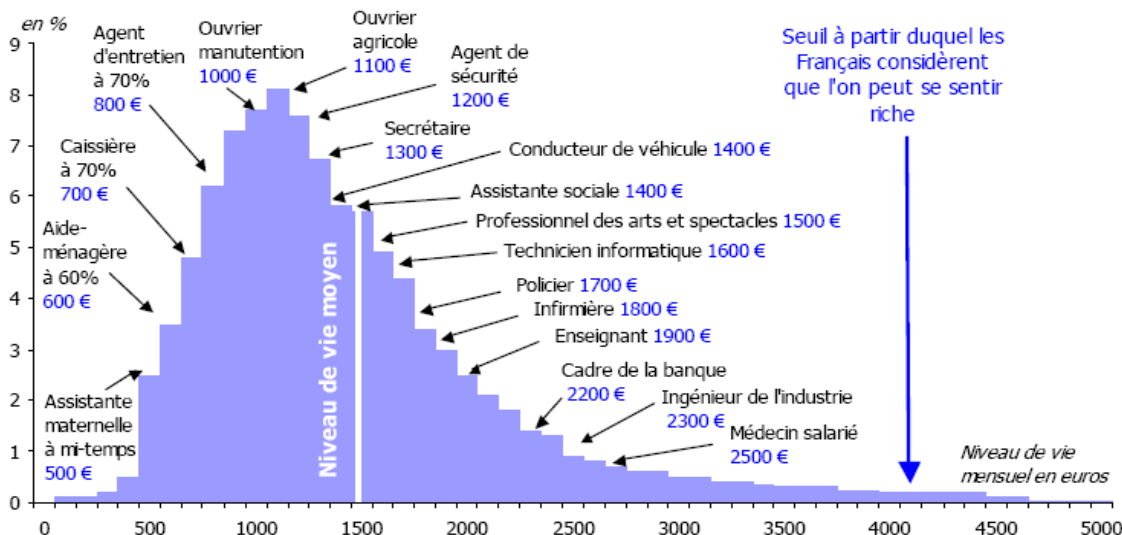 en %
9
8
7
6
5
4
3
2
1
0
Assistante
maternelle
à mi-temps
500 €
Aide-
ménagère
à 60%
600 €
Caissière
à 70%
700 €
Agent
d'entretien
à 70%
800 €
Ouvrier
manutention
1000 €
Ouvrier
agricole
1100 €
Agent de
sécurité
1200 €
Secrétaire
1300 €
Conducteur de véhicule 1400 €
Assistante sociale 1400 €
Professionnel des arts et spectacles 1500 €
Technicien informatique 1600 €
Policier 1700 €
Infirmière 1800 €
Enseignant 1900 €
Cadre de la banque
2200 €
Ingénieur de l'industrie
2300 €
Médecin salarié
2500 €
Niveau de vie moyen
Seuil à partir duquel les
Français considèrent
que l'on peut se sentir
riche
Niveau de vie
mensuel en euros
0 500 1000 1500 2000 2500 3000 3500 4000 4500 5000